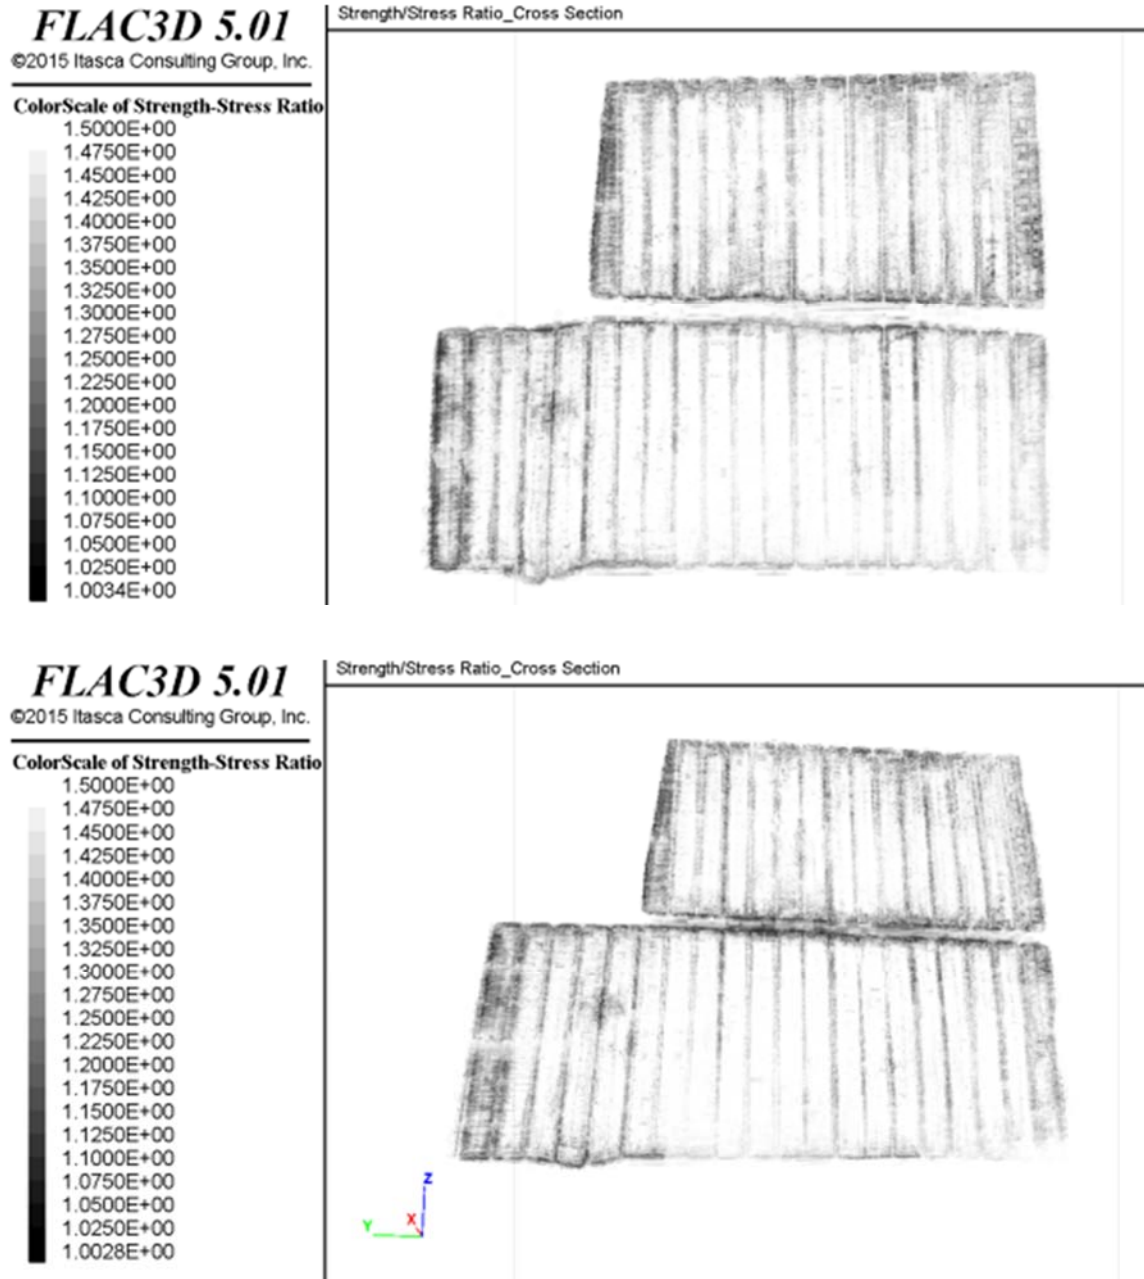 FLAC3D 5.01
©2015 Itasca Consulting Group, Inc.
ColorScale of Strength-Stress Ratio
1.5000E+00
1.4750E+00
1.4500E+00
1.4250E+00
1.4000E+00
1.3750E+00
1.3500E+00
1.3250E+00
1.3000E+00
1.2750E+00
1.2500E+00
1.2250E+00
1.2000E+00
1.1750E+00
1.1500E+00
1.1250E+00
1.1000E+00
1.0750E+00
1.0500E+00
1.0250E+00
1.0034E+00
Strength/Stress Ratio_Cross Section
FLAC3D 5.01
©2015 Itasca Consulting Group, Inc.
ColorScale of Strength-Stress Ratio
1.5000E+00
1.4750E+00
1.4500E+00
1.4250E+00
1.4000E+00
1.3750E+00
1.3500E+00
1.3250E+00
1.3000E+00
1.2750E+00
1.2500E+00
1.2250E+00
1.2000E+00
1.1750E+00
1.1500E+00
1.1250E+00
1.1000E+00
1.0750E+00
1.0500E+00
1.0250E+00
1.0028E+00
Strength/Stress Ratio_Cross Section
Z
X
Y